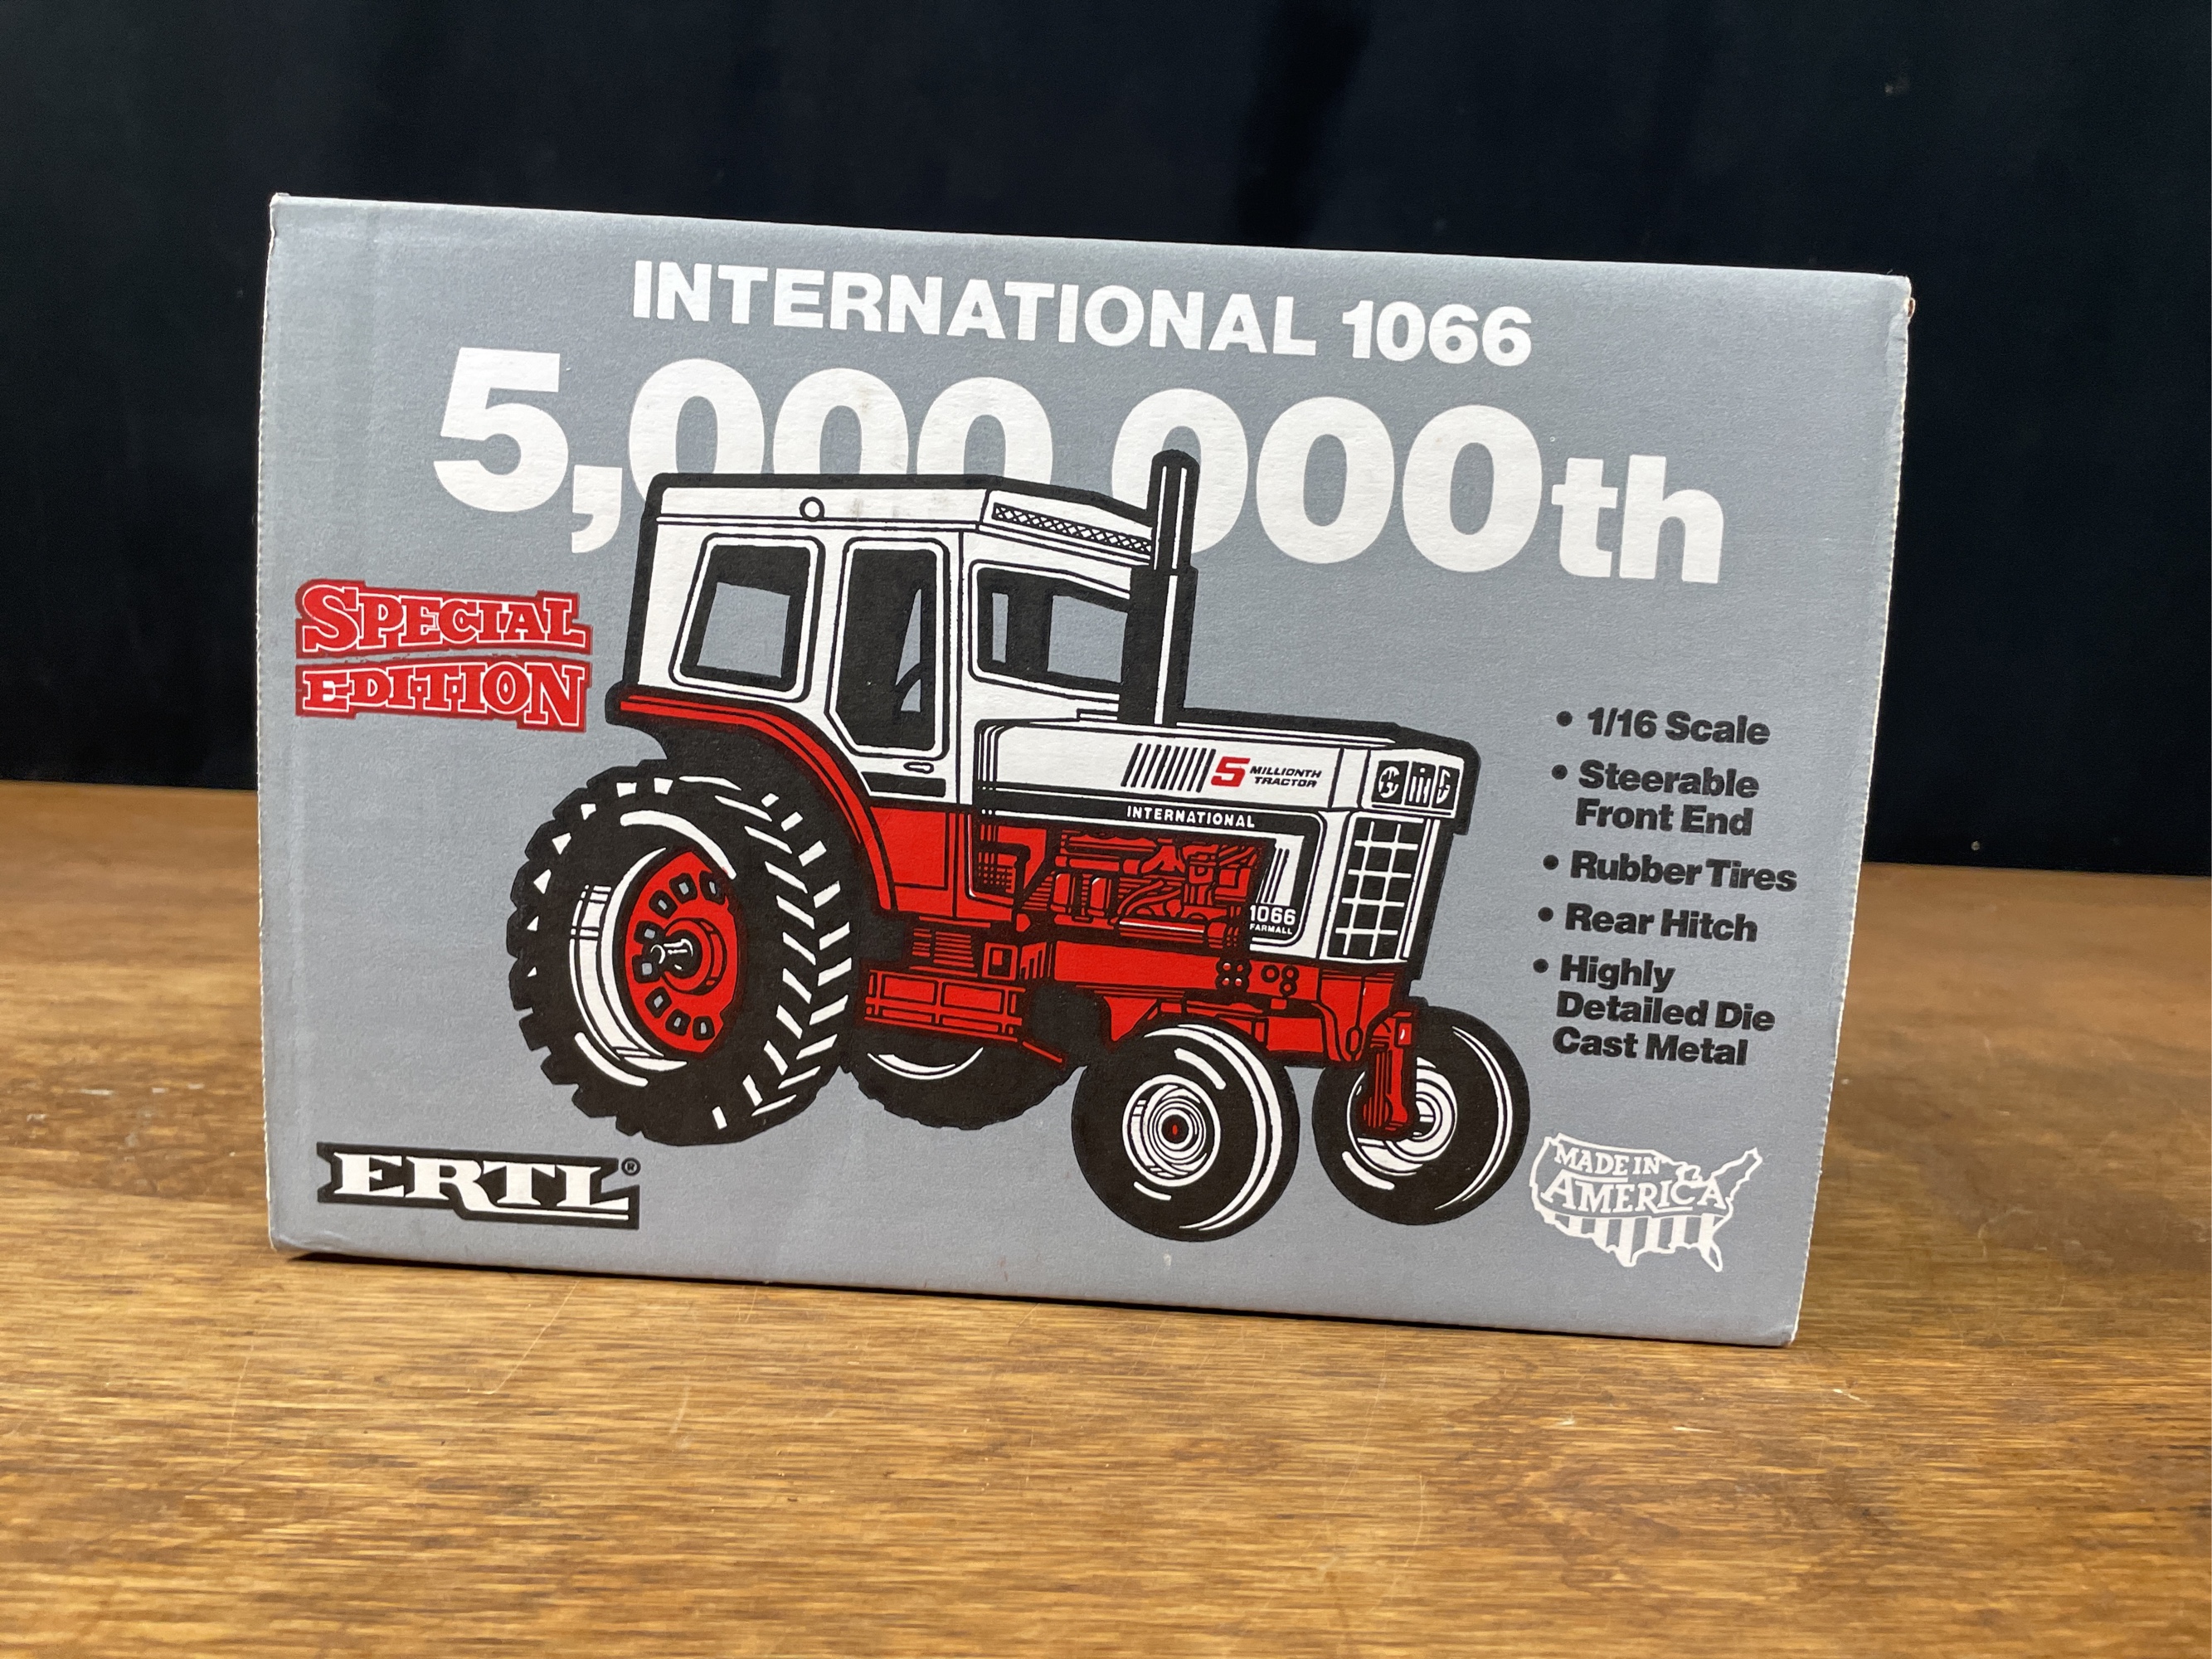 INTERNATIONAL 1066
5,000,000th
SPECIAL
EDITION
5 MILLIONTH
TRACTOR
INTERNATIONAL
1066
FARMALL
• 1/16 Scale
• Steerable
Front End
• Rubber Tires
• Rear Hitch
• Highly
Detailed Die
Cast Metal
ERTL®
MADE IN
AMERICA